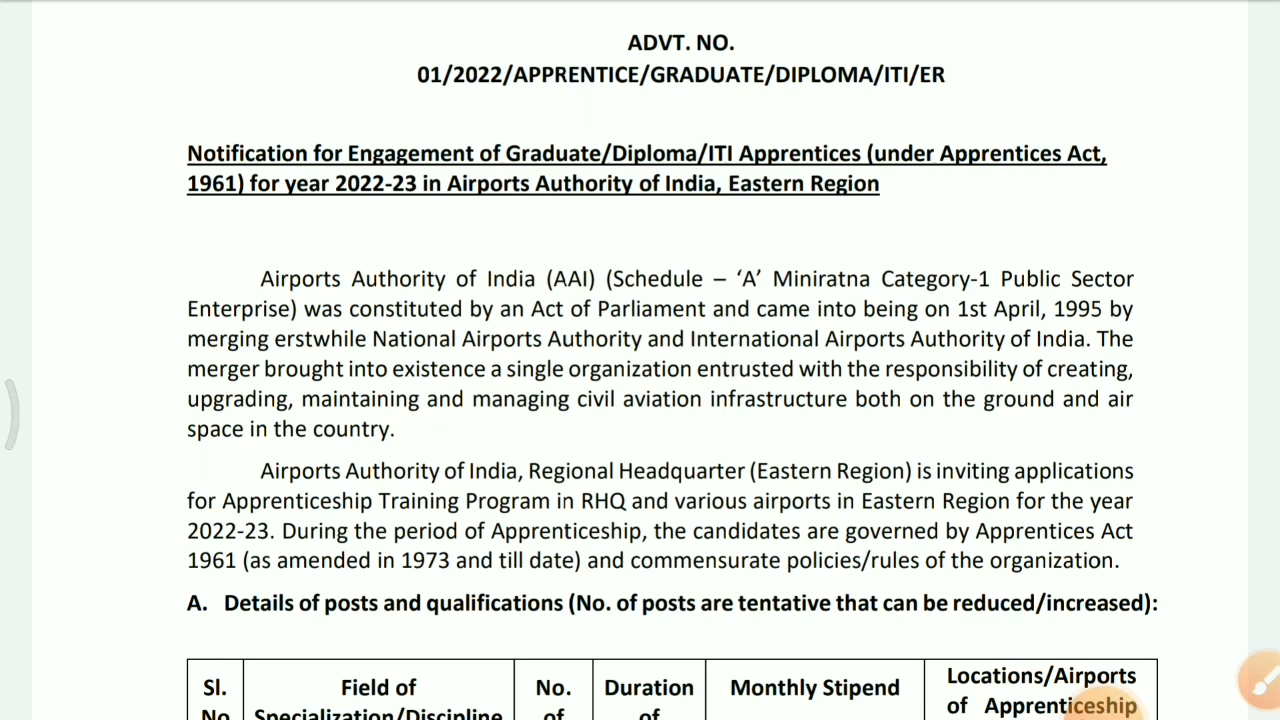 ADVT. NO.
01/2022/APPRENTICE/GRADUATE/DIPLOMA/ITI/ER
Notification for Engagement of Graduate/Diploma/ITI Apprentices (under Apprentices Act,
1961) for year 2022-23 in Airports Authority of India, Eastern Region
Airports Authority of India (AAI) (Schedule – ‘A’ Miniratna Category-1 Public Sector
Enterprise) was constituted by an Act of Parliament and came into being on 1st April, 1995 by
merging erstwhile National Airports Authority and International Airports Authority of India. The
merger brought into existence a single organization entrusted with the responsibility of creating,
upgrading, maintaining and managing civil aviation infrastructure both on the ground and air
space in the country.
Airports Authority of India, Regional Headquarter (Eastern Region) is inviting applications
for Apprenticeship Training Program in RHQ and various airports in Eastern Region for the year
2022-23. During the period of Apprenticeship, the candidates are governed by Apprentices Act
1961 (as amended in 1973 and till date) and commensurate policies/rules of the organization.
A. Details of posts and qualifications (No. of posts are tentative that can be reduced/increased):
Sl.
No
Field of
Specialization/Discipline
No.
of
Duration
of
Monthly Stipend
Locations/Airports
of Apprenticeship